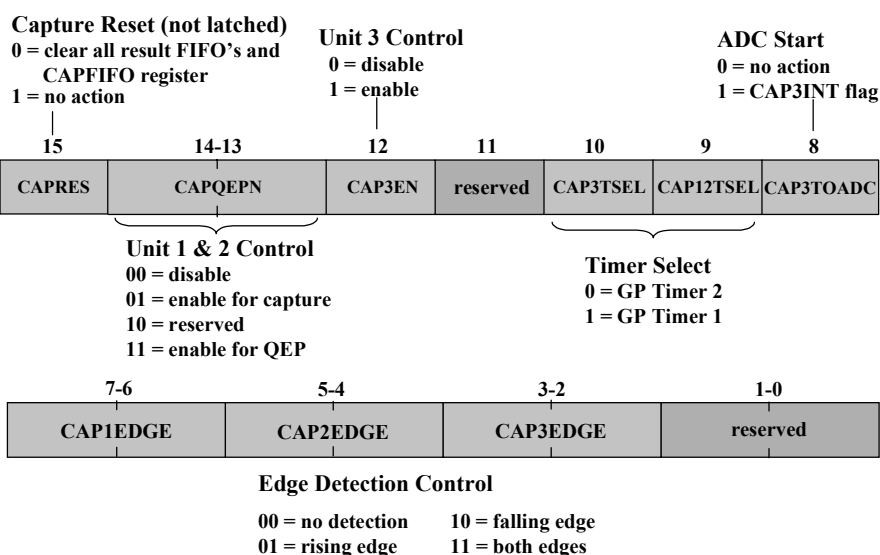 Capture Reset (not latched)
0 = clear all result FIFO's and
CAPFIFO register
1 = no action
Unit 3 Control
0 = disable
1 = enable
ADC Start
0 = no action
1 = CAP3INT flag
15 14-13 12 11 10 9 8
CAPRES CAPQEPN CAP3EN reserved CAP3TSEL CAP12TSEL CAP3TOADC
Unit 1 & 2 Control
00 = disable
01 = enable for capture
10 = reserved
11 = enable for QEP
Timer Select
0 = GP Timer 2
1 = GP Timer 1
7-6 5-4 3-2 1-0
CAP1EDGE CAP2EDGE CAP3EDGE reserved
Edge Detection Control
00 = no detection 10 = falling edge
01 = rising edge 11 = both edges